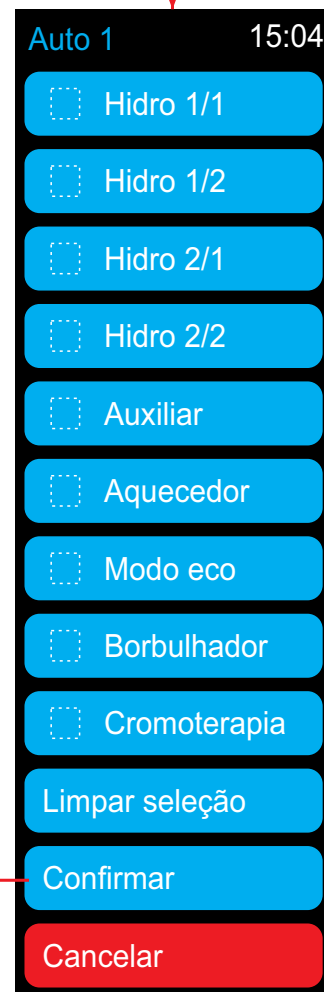 Auto 1 15:04
Hidro 1/1
Hidro 1/2
Hidro 2/1
Hidro 2/2
Auxiliar
Aquecedor
Modo eco
Borbulhador
Cromoterapia
Limpar seleção
Confirmar
Cancelar